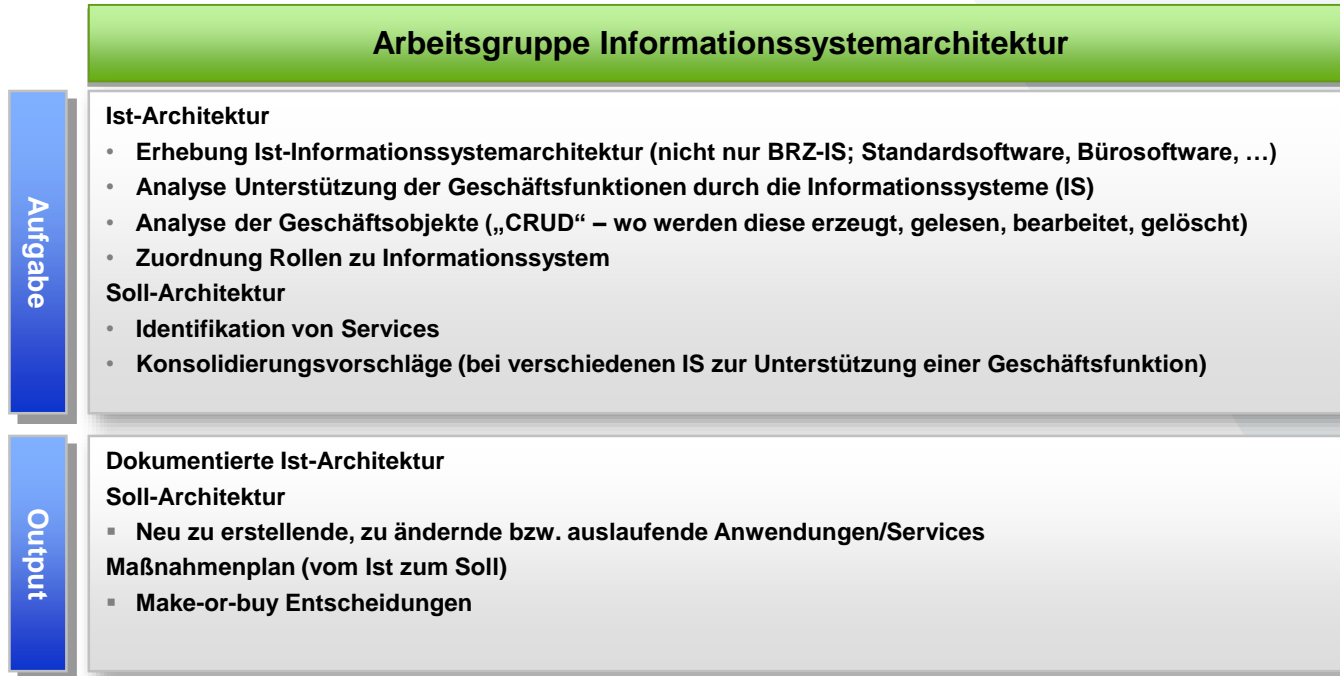 Arbeitsgruppe Informationssystemarchitektur
Aufgabe
Ist-Architektur
• Erhebung Ist-Informationssystemarchitektur (nicht nur BRZ-IS; Standardsoftware, Bürosoftware, …)
• Analyse Unterstützung der Geschäftsfunktionen durch die Informationssysteme (IS)
• Analyse der Geschäftsobjekte („CRUD“ – wo werden diese erzeugt, gelesen, bearbeitet, gelöscht)
• Zuordnung Rollen zu Informationssystem
Soll-Architektur
• Identifikation von Services
• Konsolidierungsvorschläge (bei verschiedenen IS zur Unterstützung einer Geschäftsfunktion)
Output
Dokumentierte Ist-Architektur
Soll-Architektur
▪ Neu zu erstellende, zu ändernde bzw. auslaufende Anwendungen/Services
Maßnahmenplan (vom Ist zum Soll)
▪ Make-or-buy Entscheidungen